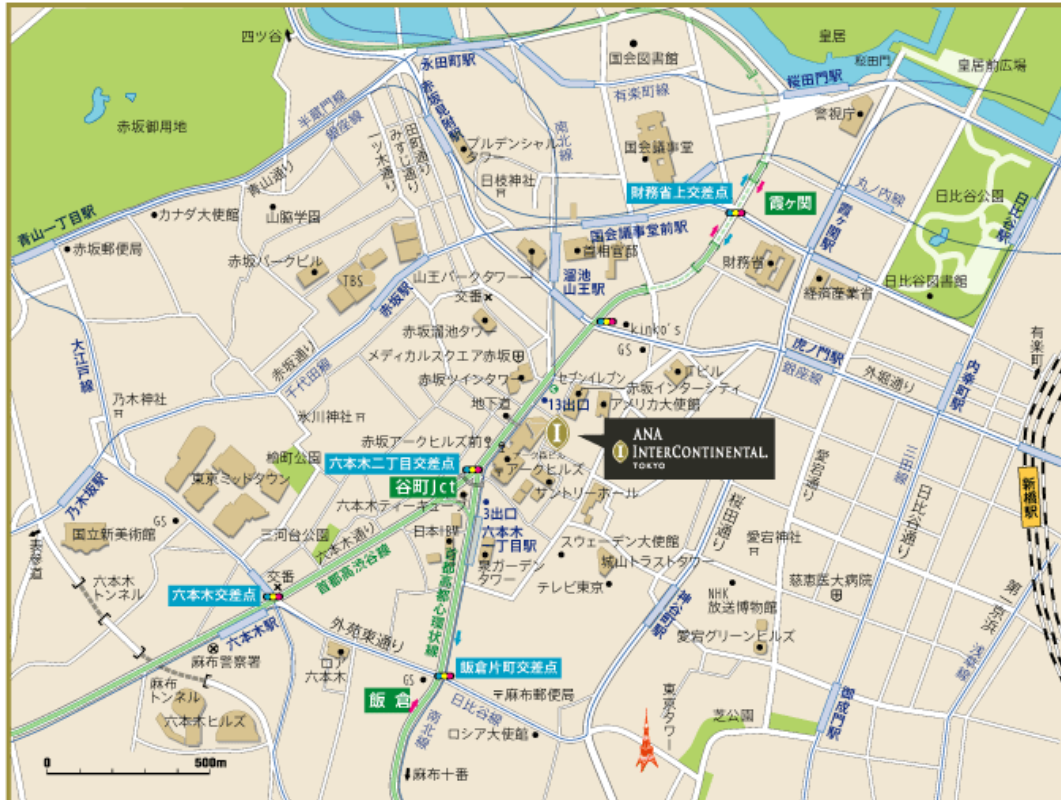 四ツ谷
永田町駅
国会図書館
皇居
桜田門
皇居前広場
桜田門駅
赤坂御用地
半蔵門線
銀座線
赤坂見附駅
有楽町線
警視庁
田町通り
みすじ通り
一ツ木通り
プルデンシャル
タワー
南北線
国会議事堂
青山通り
日枝神社
財務省上交差点
霞ヶ関
丸ノ内線
日比谷公園
日比谷駅
青山一丁目駅
カナダ大使館
山脇学園
国会議事堂前駅
霞ヶ関駅
赤坂郵便局
赤坂パークビル
TBS
山王パークタワー
首相官邸
財務省
経済産業省
日比谷図書館
赤坂駅
交番
溜池
山王駅
赤坂溜池タワー
kinko's
GS
虎ノ門駅
有楽町
大江戸線
赤坂通り
千代田線
メディカルスクエア赤坂
銀座線
外堀通り
内幸町駅
赤坂ツインタワー
セブンイレブン
JTビル
赤坂インターシティ
乃木神社
氷川神社
地下道
13出口
アメリカ大使館
赤坂アークヒルズ前
ANA
INTERCONTINENTAL
TOKYO
檜町公園
六本木二丁目交差点
谷町Jct
アークヒルズ
愛宕通り
三田線
乃木坂駅
東京ミッドタウン
六本木ティーキューブ
サントリーホール
日比谷通り
新橋駅
GS
国立新美術館
三河台公園
六本木通り
首都高渋谷線
日本IBM
3出口
六本木
一丁目駅
桜田通り
表参道
スウェーデン大使館
愛宕神社
泉ガーデン
タワー
城山トラストタワー
六本木
トンネル
交番
六本木交差点
首都高都心環状線
テレビ東京
NHK
放送博物館
慈恵医大病院
第一京浜
神谷町駅
六本木駅
外苑東通り
愛宕グリーンヒルズ
浅草線
麻布警察署
ロア
六本木
飯倉片町交差点
麻布
トンネル
GS
飯倉
日比谷線
〒麻布郵便局
東京タワー
御成門駅
六本木ヒルズ
南北線
ロシア大使館
芝公園
0
500m
麻布十番